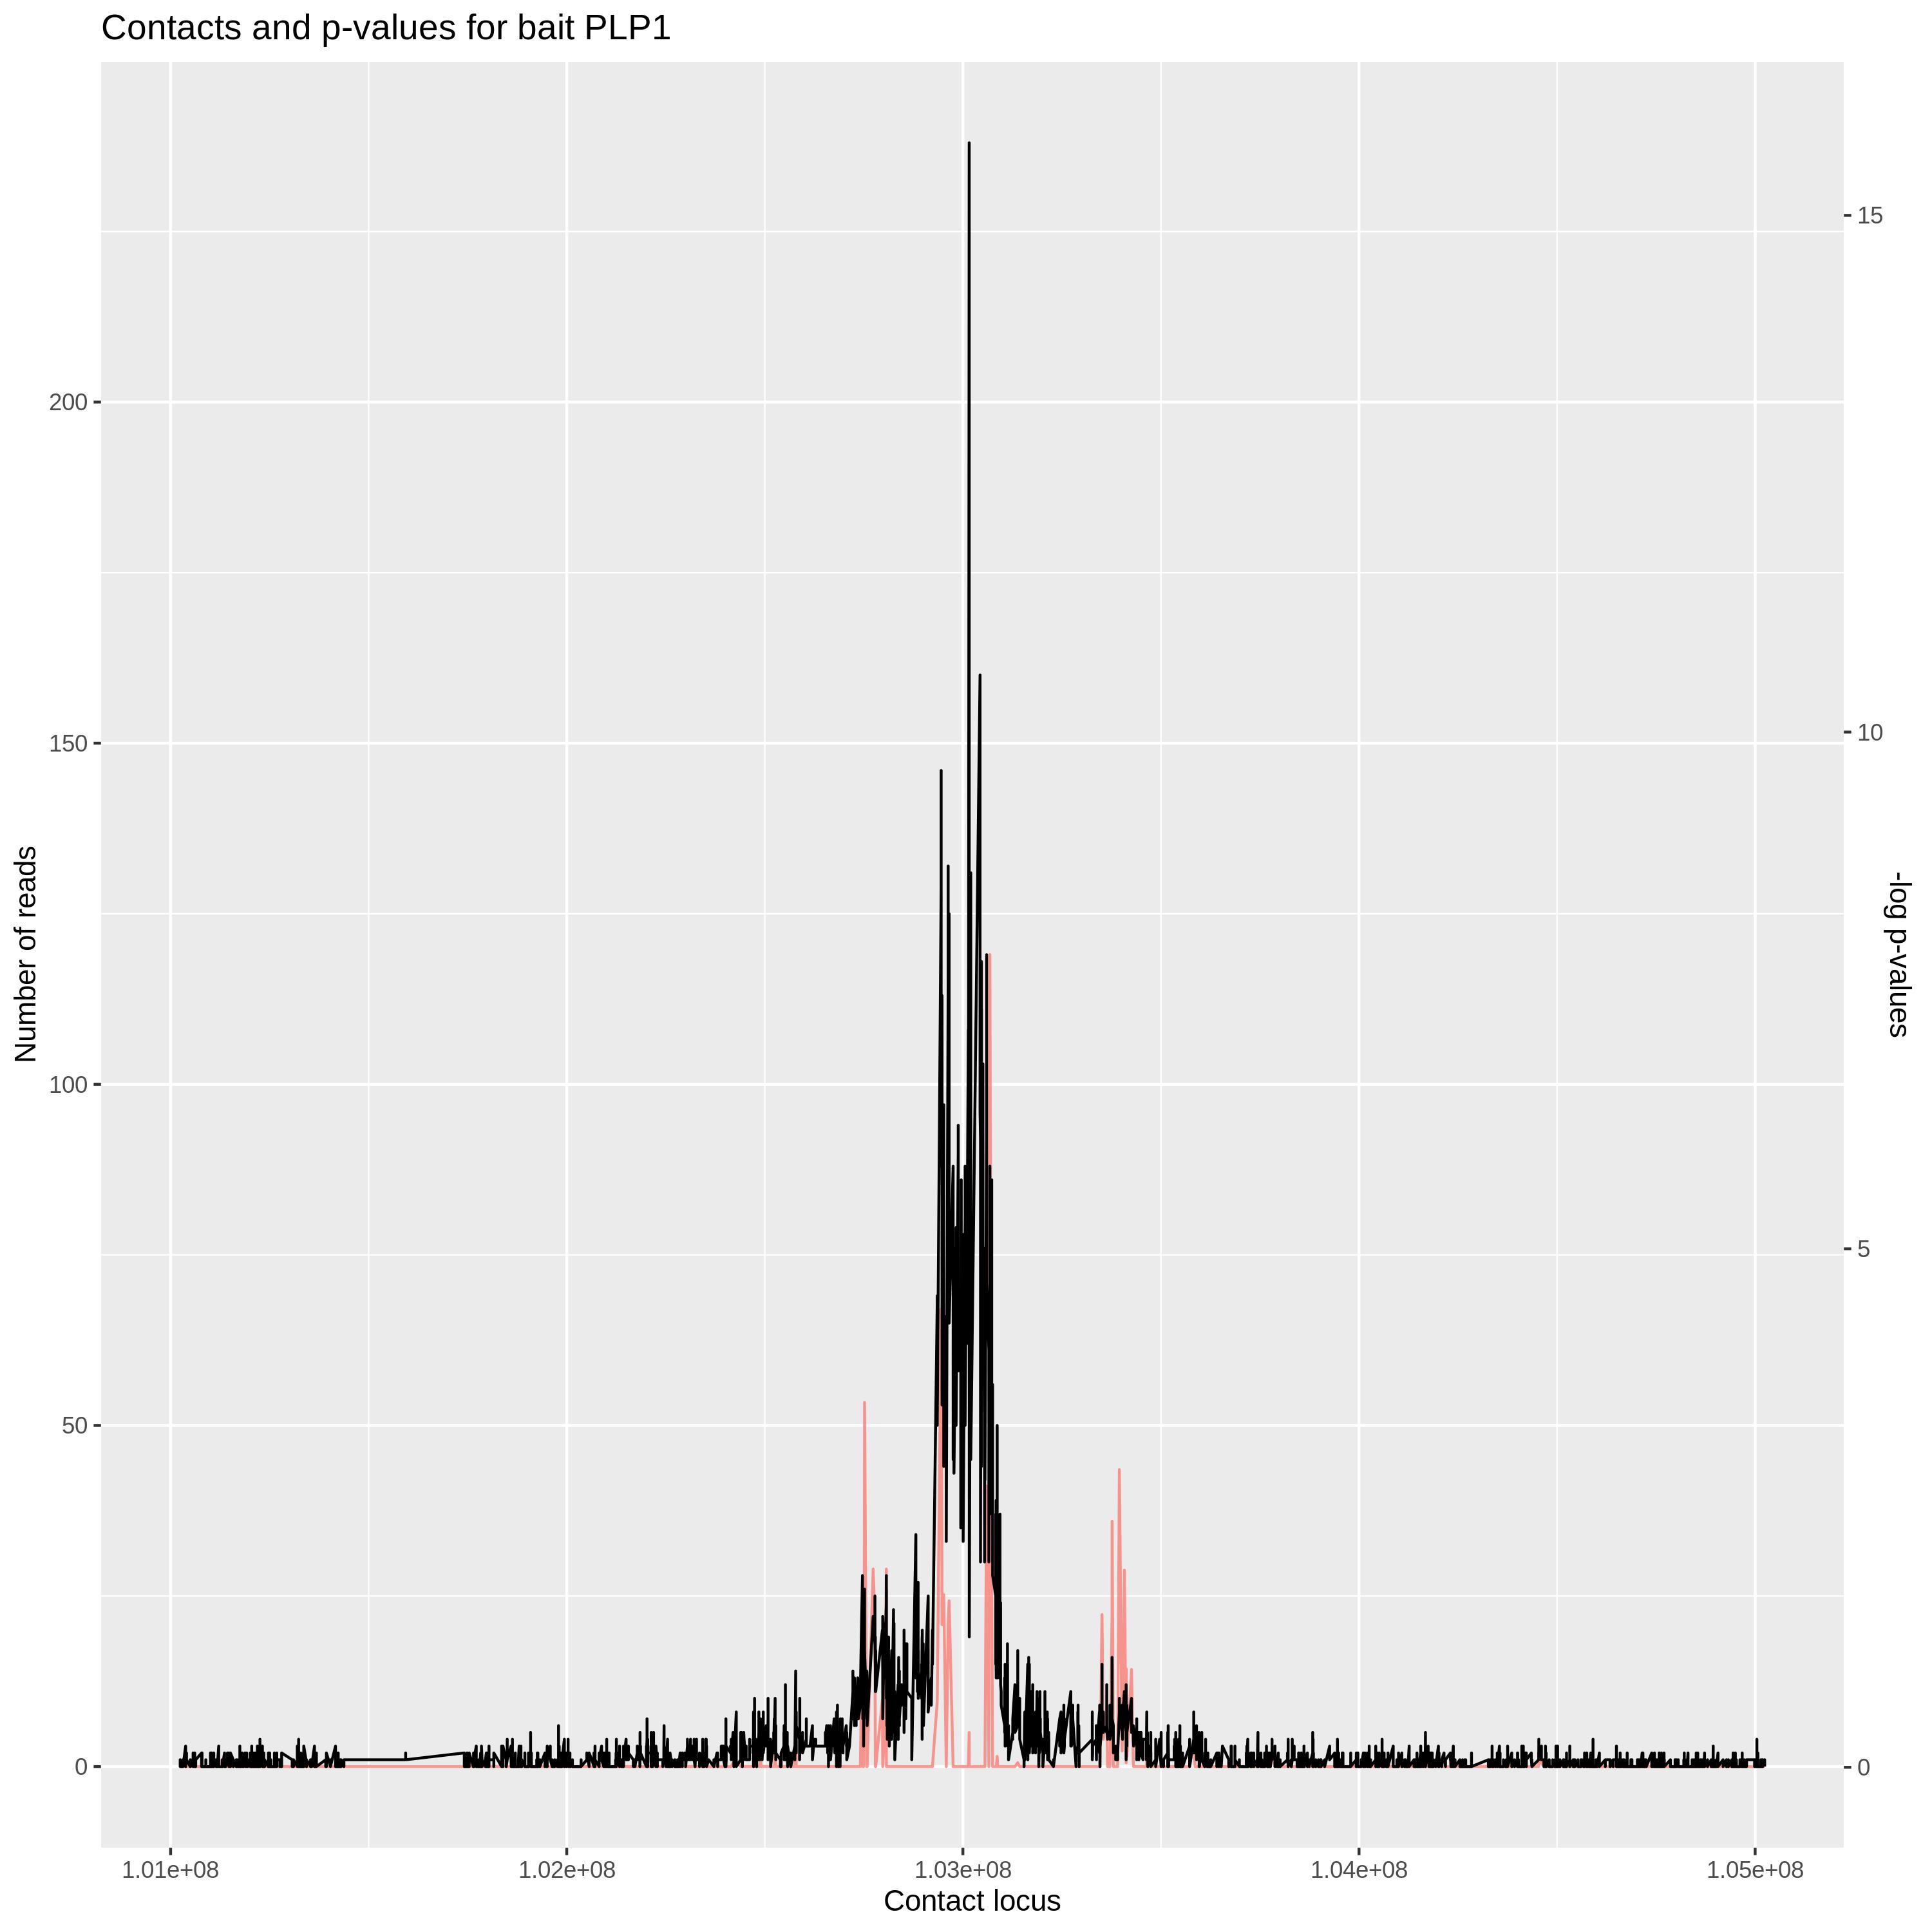 Contacts and p-values for bait PLP1
Number of reads
200
150
100
50
0
15
10
5
0
-log p-values
1.01e+08
1.02e+08
1.03e+08
1.04e+08
1.05e+08
Contact locus